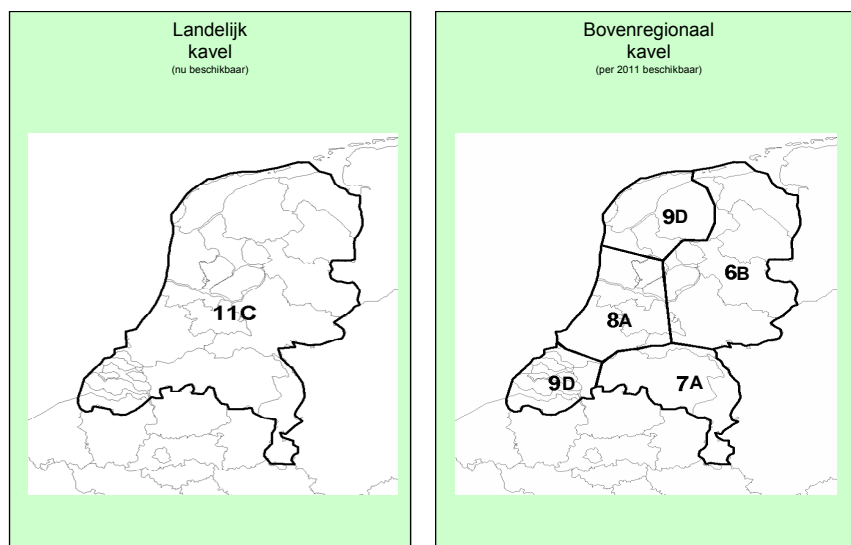 Landelijk
kavel
(nu beschikbaar)
11C
Bovenregionaal
kavel
(per 2011 beschikbaar)
9D
6B
8A
9D
7A